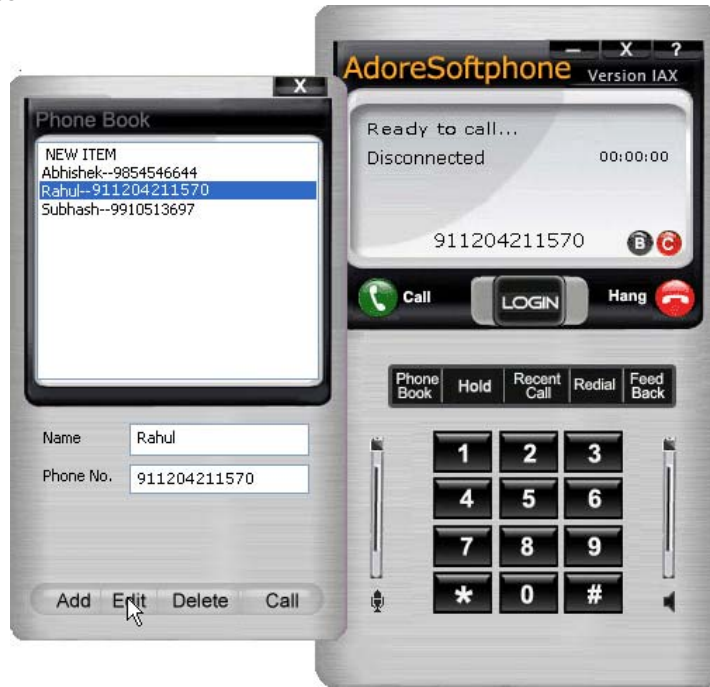 X
Phone Book
NEW ITEM
Abhishek--9854546644
Rahul--911204211570
Subhash--9910513697
Name Rahul
Phone No. 911204211570
Add Edit Delete Call
— X ?
AdoreSoftphone Version IAX
Ready to call...
Disconnected 00:00:00
911204211570 B C
Call LOGIN Hang
Phone Book Hold Recent Call Redial Feed Back
1 2 3
4 5 6
7 8 9
* 0 #